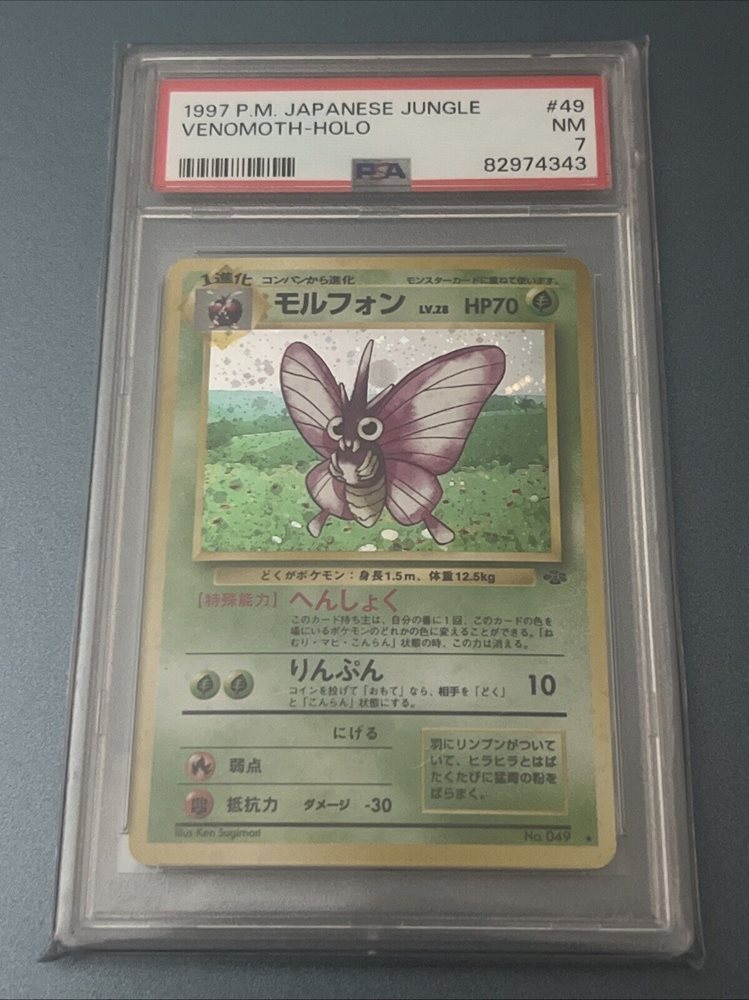 1997 P.M. JAPANESE JUNGLE #49
VENOMOTH-HOLO NM
7
PSA 82974343
1進化 コンパンから進化 モンスターカードに重ねて使います。
モルフォン LV.28 HP70
どくがポケモン：身長1.5m、体重12.5kg
【特殊能力】へんしょく
このカード持ち主は、自分の番に1回、このカードの色を
場にいるポケモンのどれかの色に変えることができる。「ね
むり・マヒ・こんらん」状態の時、この力は消える。
りんぷん 10
コインを投げて「おもて」なら、相手を「どく」
と「こんらん」状態にする。
にげる
弱点
抵抗力 ダメージ -30
羽にリンプンがついて
いて、ヒラヒラとはば
たくたびに猛毒の粉を
ばらまく。
Illus. Ken Sugimori No. 049